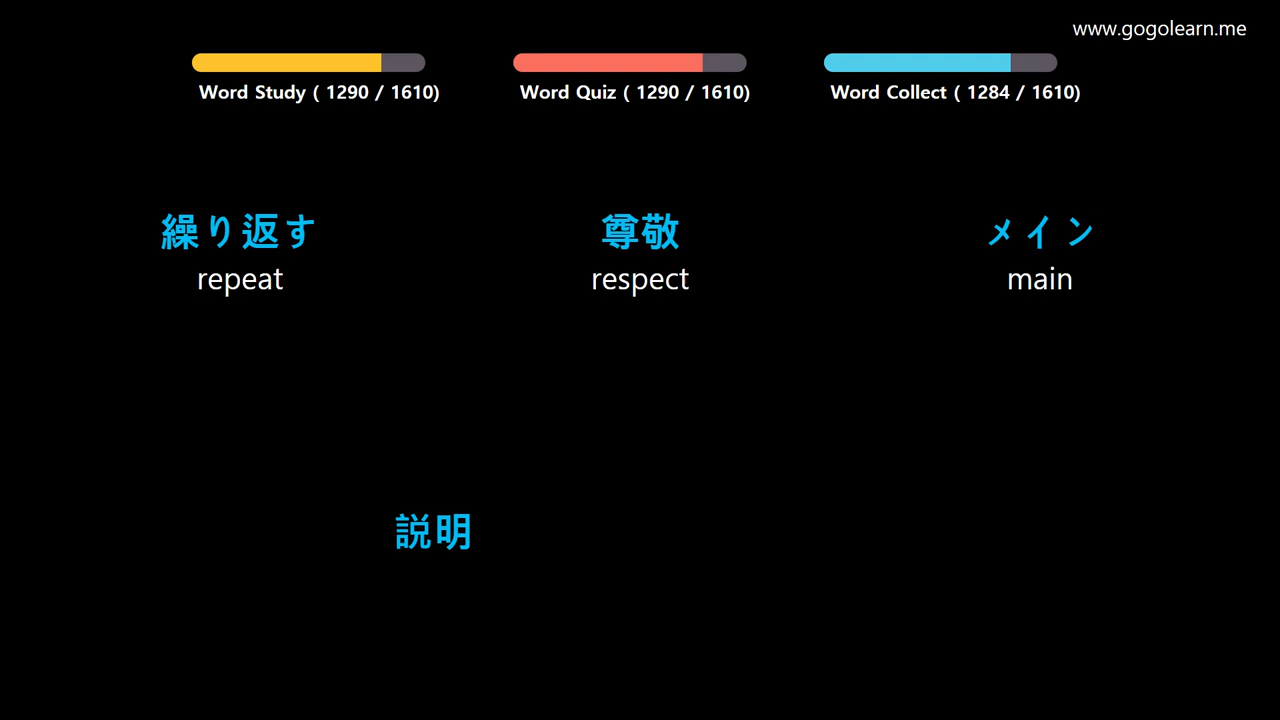 www.gogolearn.me
Word Study ( 1290 / 1610)
Word Quiz ( 1290 / 1610)
Word Collect ( 1284 / 1610)
繰り返す
repeat
尊敬
respect
メイン
main
説明